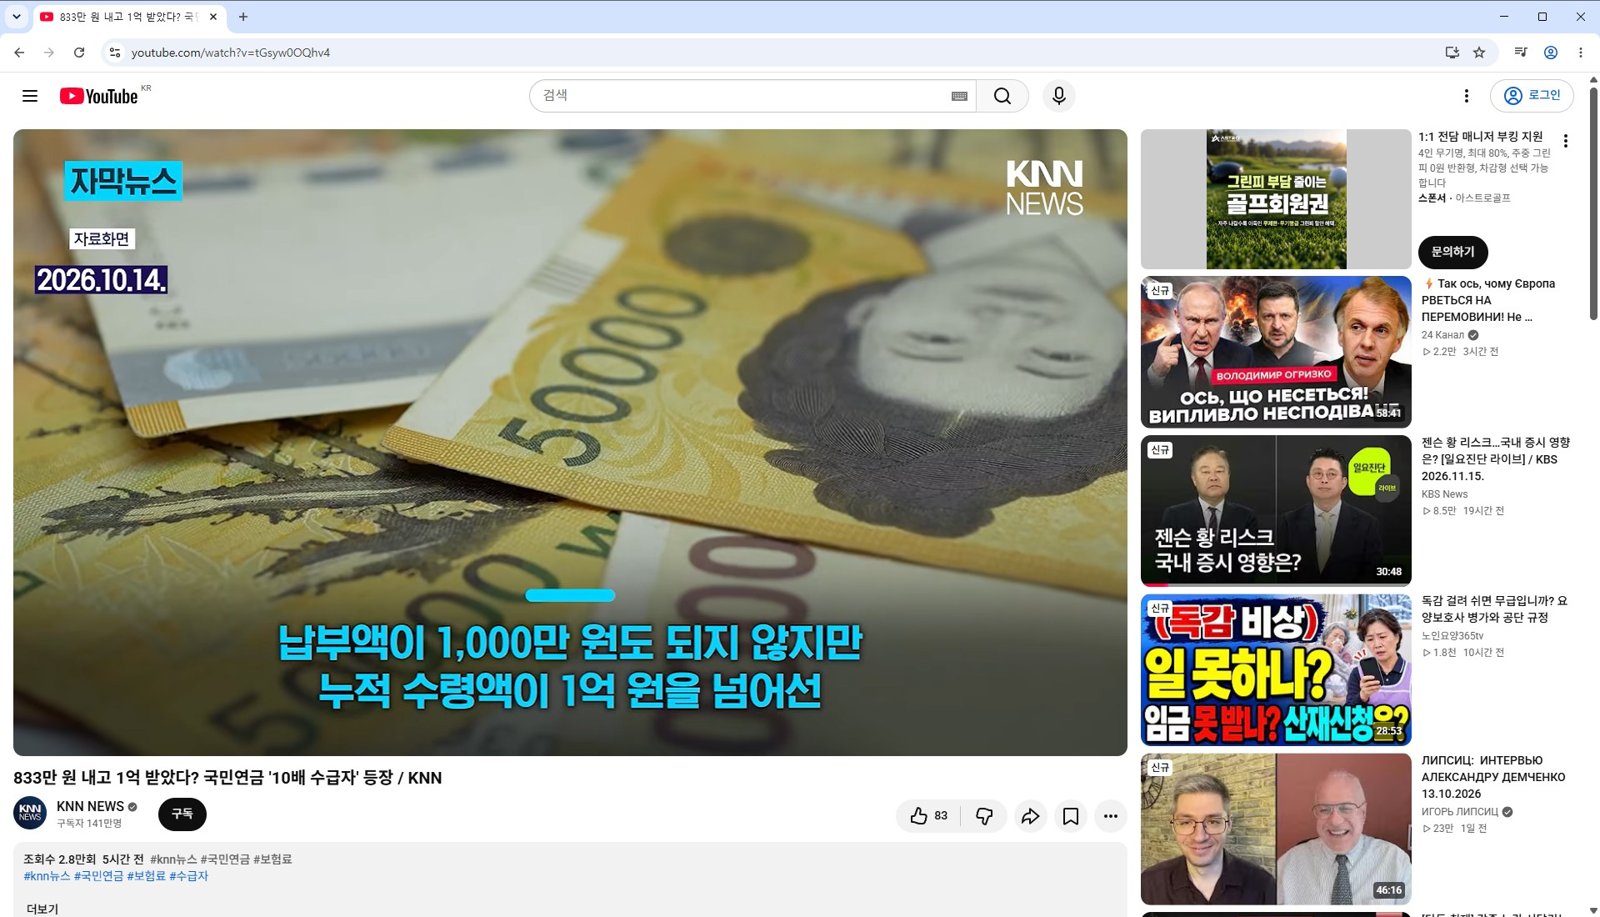 833만 원 내고 1억 받았다? 국민
youtube.com/watch?v=tGsyw0OQhv4
YouTube KR
검색
로그인
자막뉴스
자료화면
2026.10.14.
KNN
NEWS
50000
납부액이 1,000만 원도 되지 않지만
누적 수령액이 1억 원을 넘어선
833만 원 내고 1억 받았다? 국민연금 '10배 수급자' 등장 / KNN
KNN NEWS
구독자 141만명
구독
83
조회수 2.8만회 5시간 전 #knn뉴스 #국민연금 #보험료
#knn뉴스 #국민연금 #보험료 #수급자
더보기
그린피 부담 줄이는
골프회원권
1:1 전담 매니저 부킹 지원
4인 무기명, 최대 80%, 주중 그린
피 0원 반환형, 차감형 선택 가능
합니다
스폰서 · 아스트로골프
문의하기
신규
ВОЛОДИМИР ОГРИЗКО
ОСЬ, ЩО НЕСЕТЬСЯ!
ВИПЛИВЛО НЕСПОДІВАНЕ
58:41
⚡ Так ось, чому Європа
РВЕТЬСЯ НА
ПЕРЕМОВИНИ! Не ...
24 Канал
2.2만 3시간 전
신규
일요진단
라이브
젠슨 황 리스크
국내 증시 영향은?
30:48
젠슨 황 리스크...국내 증시 영향
은? [일요진단 라이브] / KBS
2026.11.15.
KBS News
8.5만 19시간 전
신규
(독감 비상)
일 못하나?
임금 못 받나? 산재신청은?
28:53
독감 걸려 쉬면 무급입니까? 요
양보호사 병가와 공단 규정
노인요양365tv
1.8천 10시간 전
신규
46:16
ЛИПСИЦ: ИНТЕРВЬЮ
АЛЕКСАНДРУ ДЕМЧЕНКО
13.10.2026
ИГОРЬ ЛИПСИЦ
23만 1일 전